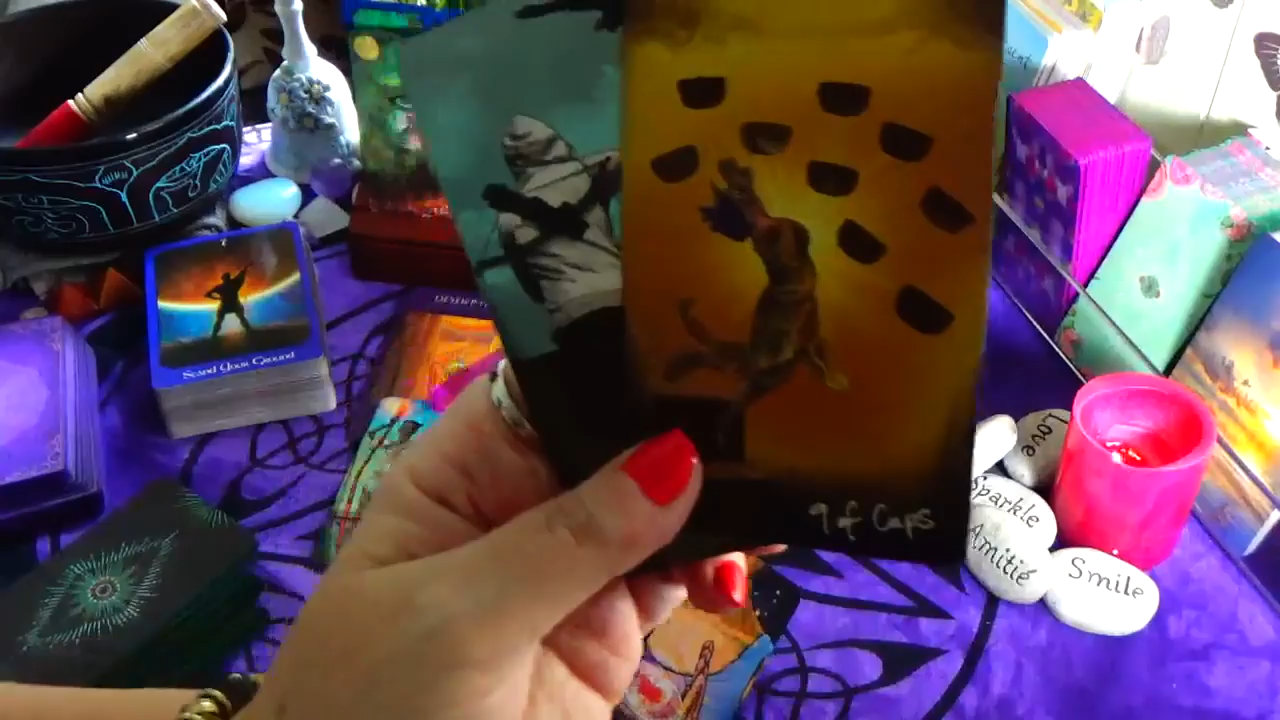 Stand Your Ground
9 of Cups
Love
Sparkle
Amitié
Smile